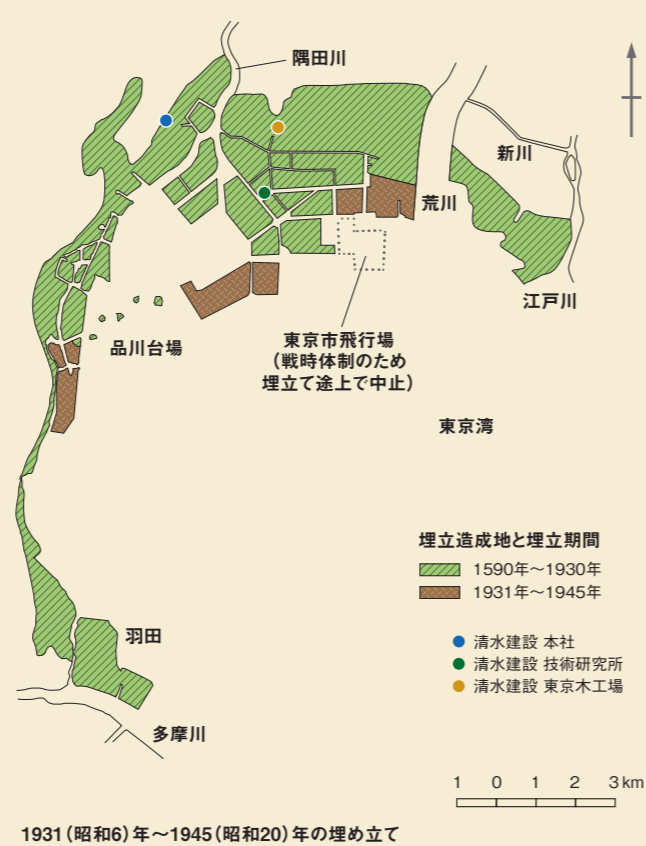 隅田川
新川
荒川
江戸川
東京市飛行場
（戦時体制のため
埋立て途上で中止）
品川台場
東京湾
埋立造成地と埋立期間
1590年〜1930年
1931年〜1945年
清水建設 本社
清水建設 技術研究所
清水建設 東京木工場
羽田
多摩川
1 0 1 2 3 km
1931（昭和6）年〜1945（昭和20）年の埋め立て